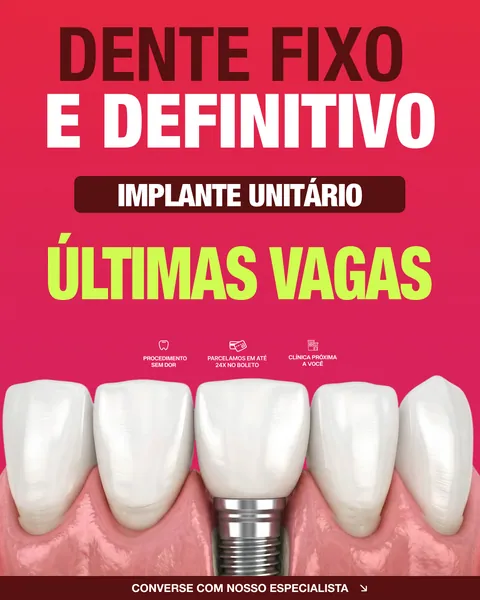 DENTE FIXO
E DEFINITIVO
IMPLANTE UNITÁRIO
ÚLTIMAS VAGAS
PROCEDIMENTO
SEM DOR
PARCELAMOS EM ATÉ
24X NO BOLETO
CLÍNICA PRÓXIMA
A VOCÊ
CONVERSE COM NOSSO ESPECIALISTA ↘